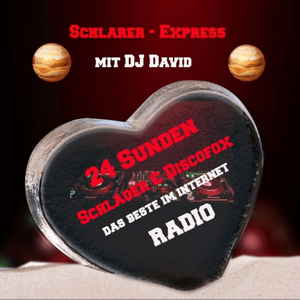 Schlarer - Express
mit DJ David
24 Sunden
Schlager & Discofox
das beste im internet
RADIO